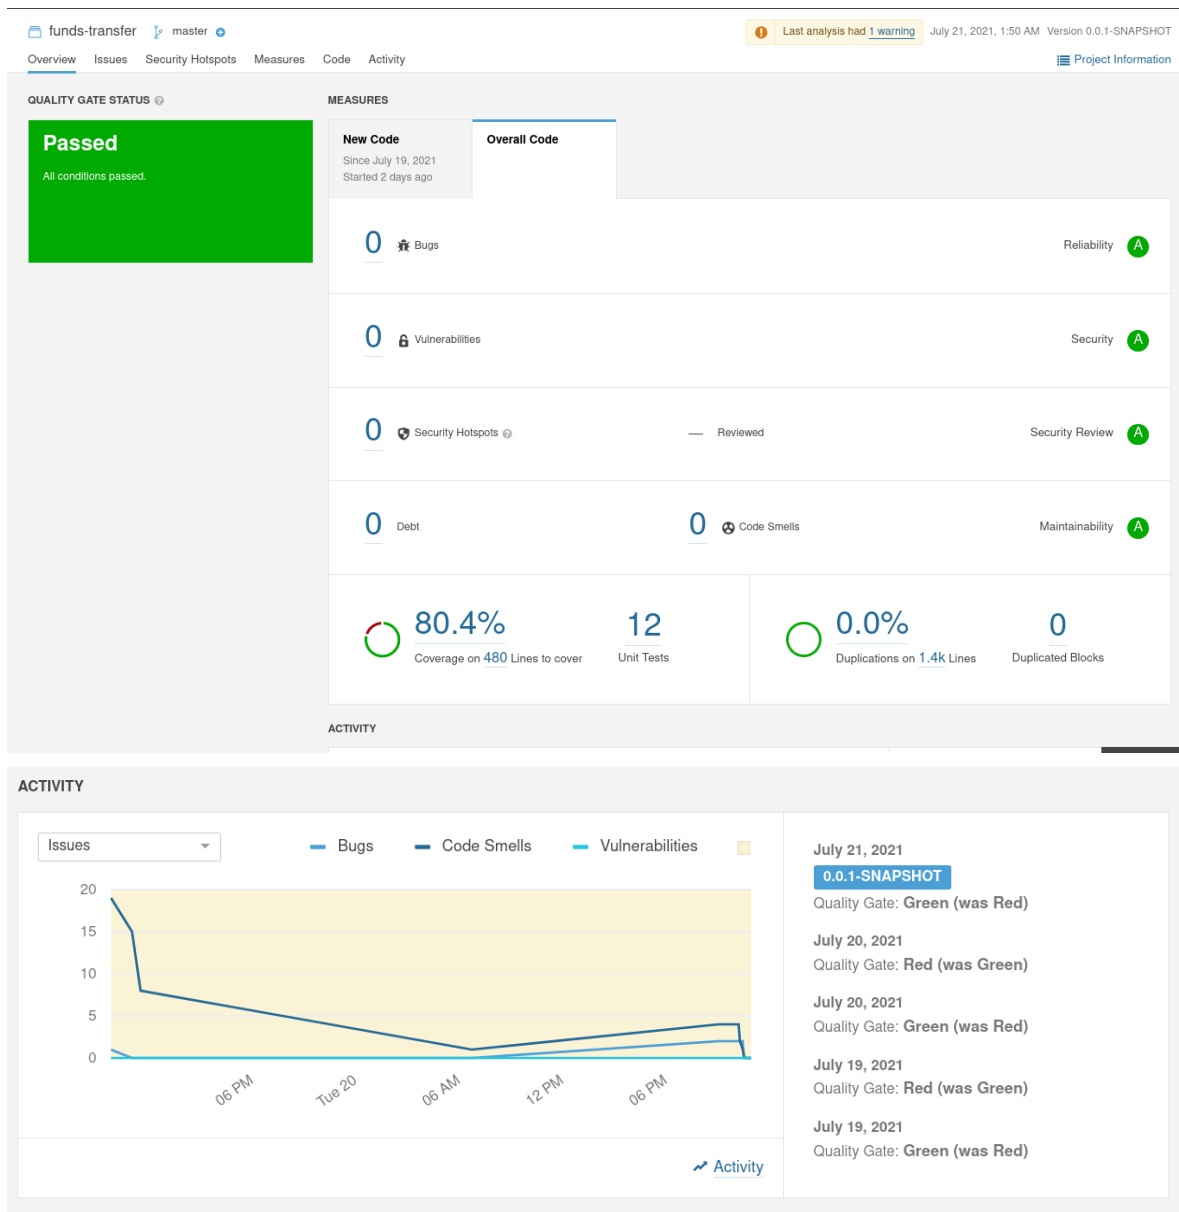 funds-transfer master Last analysis had 1 warning July 21, 2021, 1:50 AM Version 0.0.1-SNAPSHOT
Overview Issues Security Hotspots Measures Code Activity Project Information
QUALITY GATE STATUS
Passed
All conditions passed.
MEASURES
New Code Overall Code
Since July 19, 2021
Started 2 days ago
0 Bugs Reliability A
0 Vulnerabilities Security A
0 Security Hotspots — Reviewed Security Review A
0 Debt 0 Code Smells Maintainability A
80.4% 12 0.0% 0
Coverage on 480 Lines to cover Unit Tests Duplications on 1.4k Lines Duplicated Blocks
ACTIVITY
ACTIVITY
Issues Bugs Code Smells Vulnerabilities
20
15
10
5
0
06 PM Tue 20 06 AM 12 PM 06 PM
Activity
July 21, 2021
0.0.1-SNAPSHOT
Quality Gate: Green (was Red)
July 20, 2021
Quality Gate: Red (was Green)
July 20, 2021
Quality Gate: Green (was Red)
July 19, 2021
Quality Gate: Red (was Green)
July 19, 2021
Quality Gate: Green (was Red)